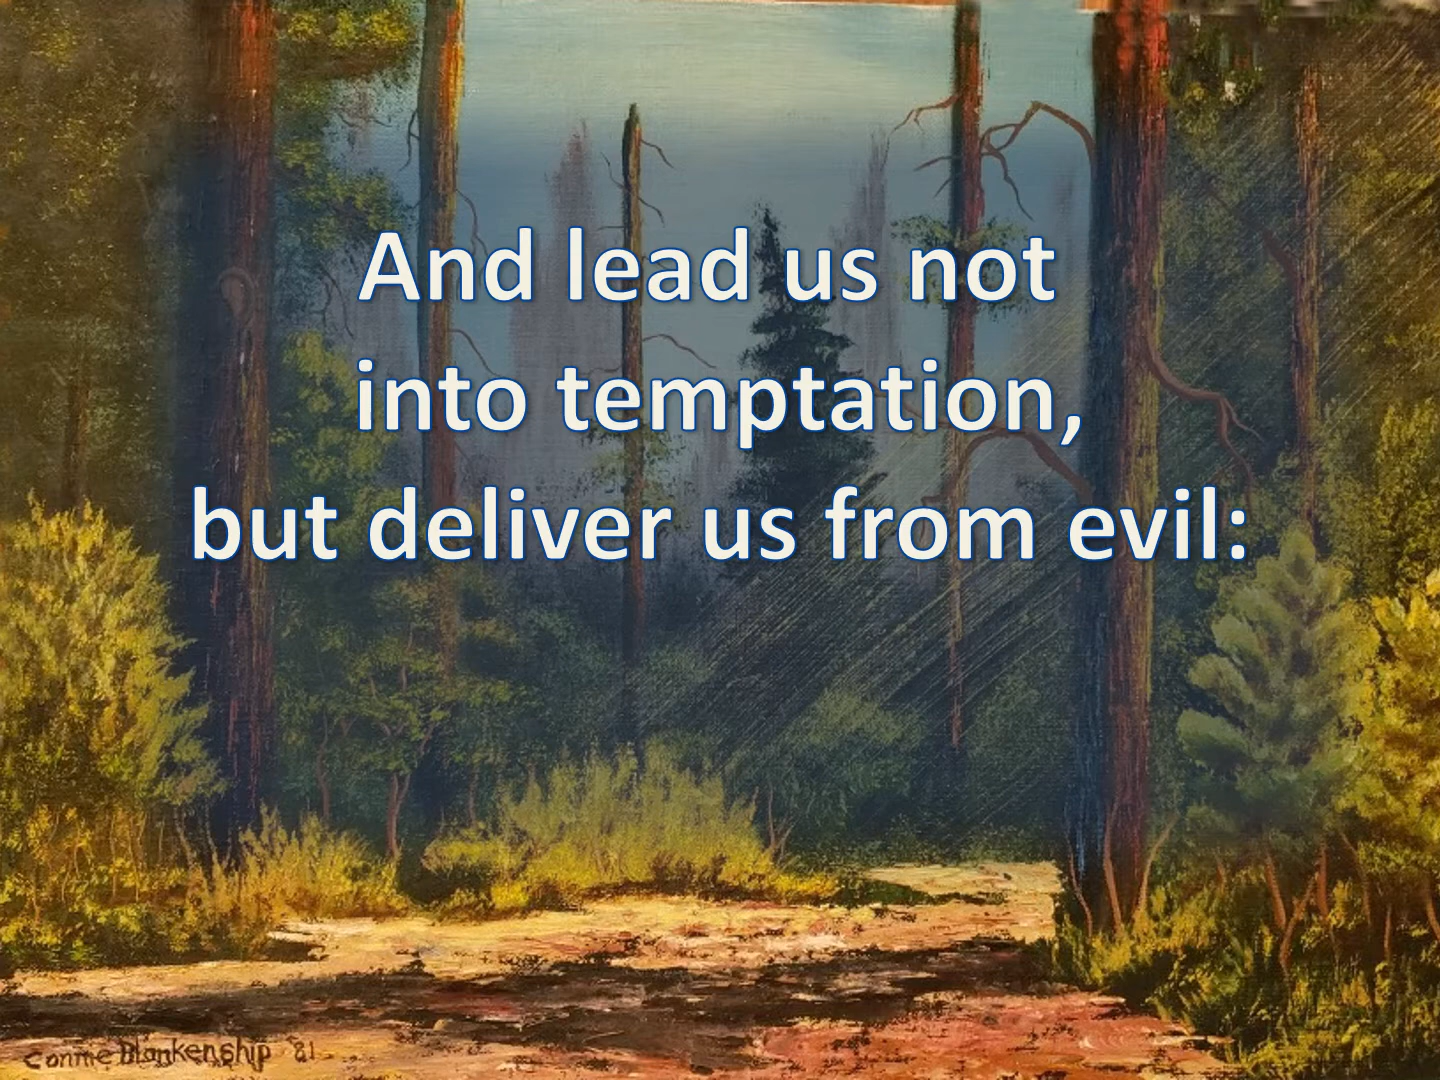 And lead us not
into temptation,
but deliver us from evil:
Connie Blankenship '81